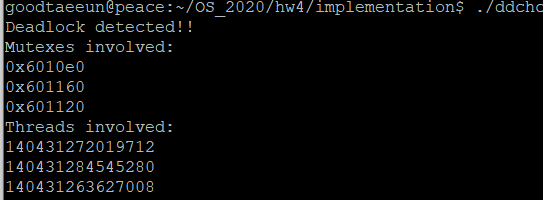 goodtaeeun@peace:~/OS_2020/hw4/implementation$ ./ddchc
Deadlock detected!!
Mutexes involved:
0x6010e0
0x601160
0x601120
Threads involved:
140431272019712
140431284545280
140431263627008